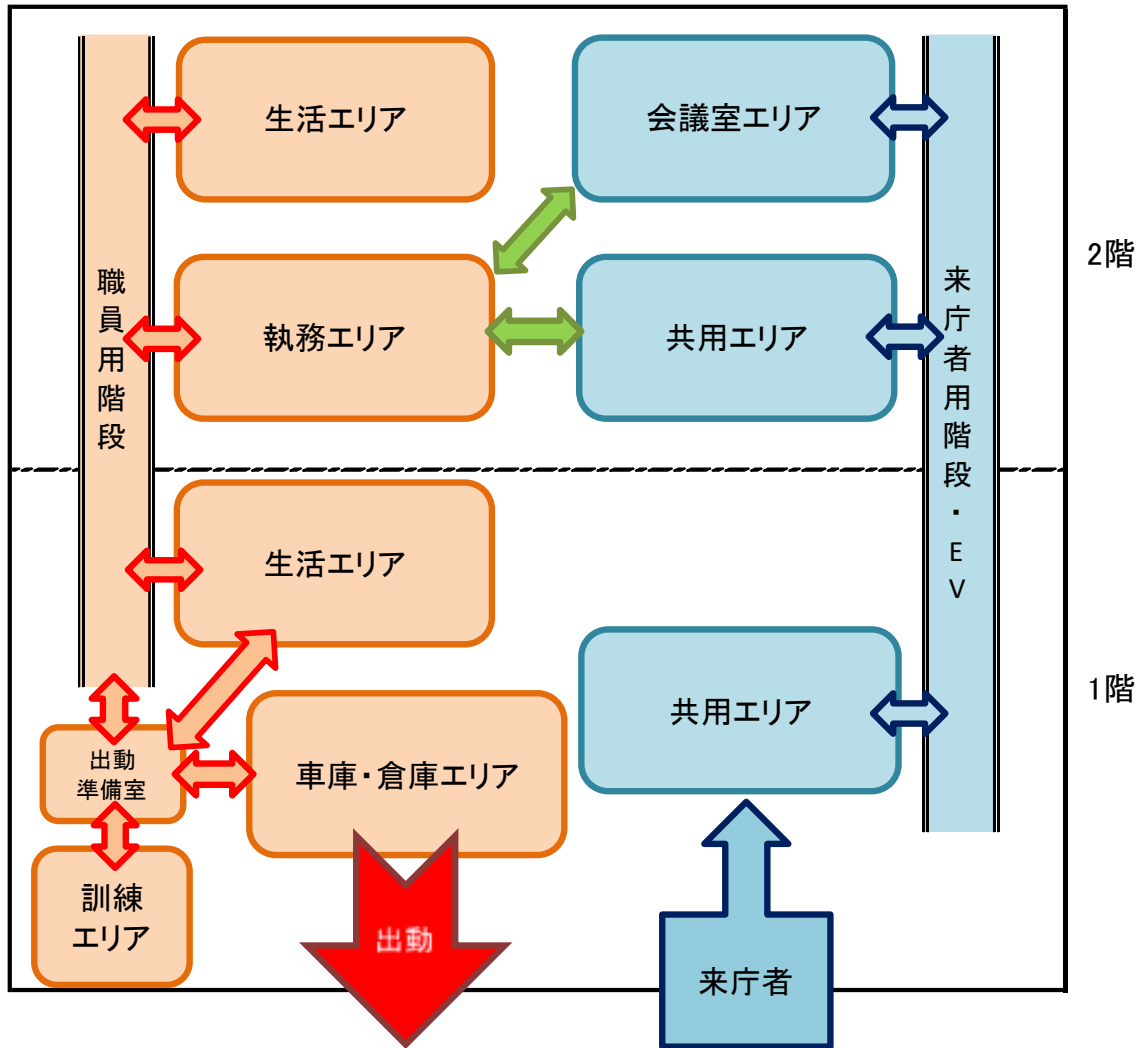 生活エリア
会議室エリア
2階
職員用階段
執務エリア
共用エリア
来庁者用階段・EV
生活エリア
1階
共用エリア
出動
準備室
車庫・倉庫エリア
訓練
エリア
出動
来庁者